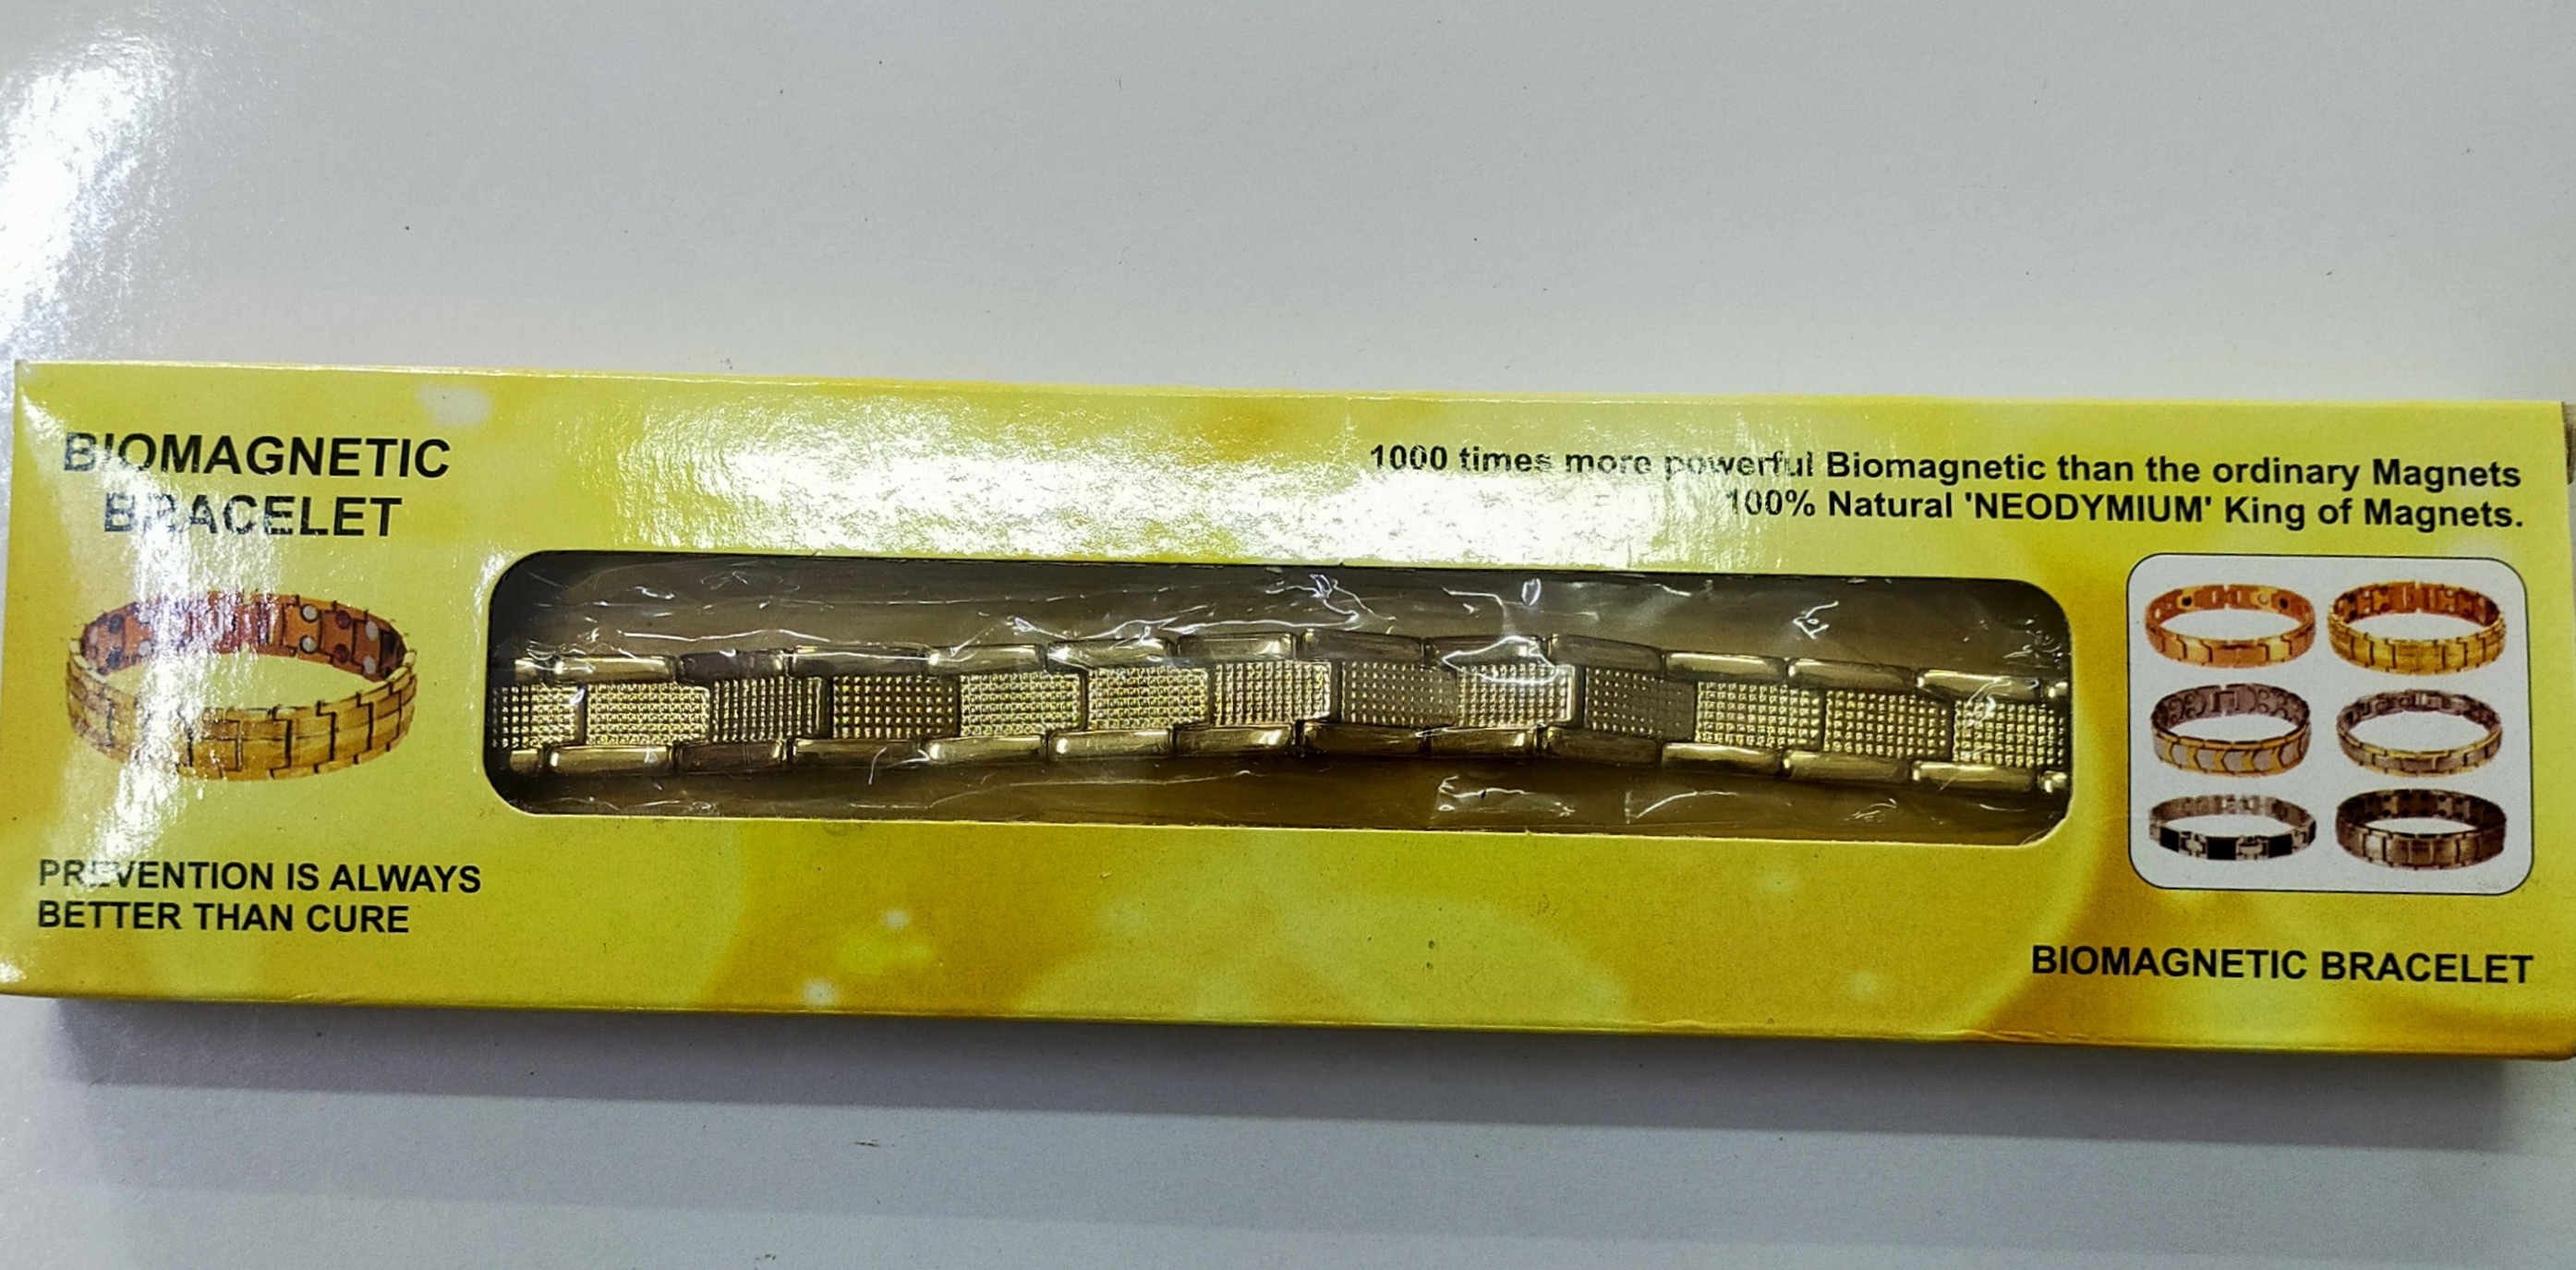 BIOMAGNETIC
BRACELET
1000 times more powerful Biomagnetic than the ordinary Magnets
100% Natural 'NEODYMIUM' King of Magnets.
PREVENTION IS ALWAYS
BETTER THAN CURE
BIOMAGNETIC BRACELET